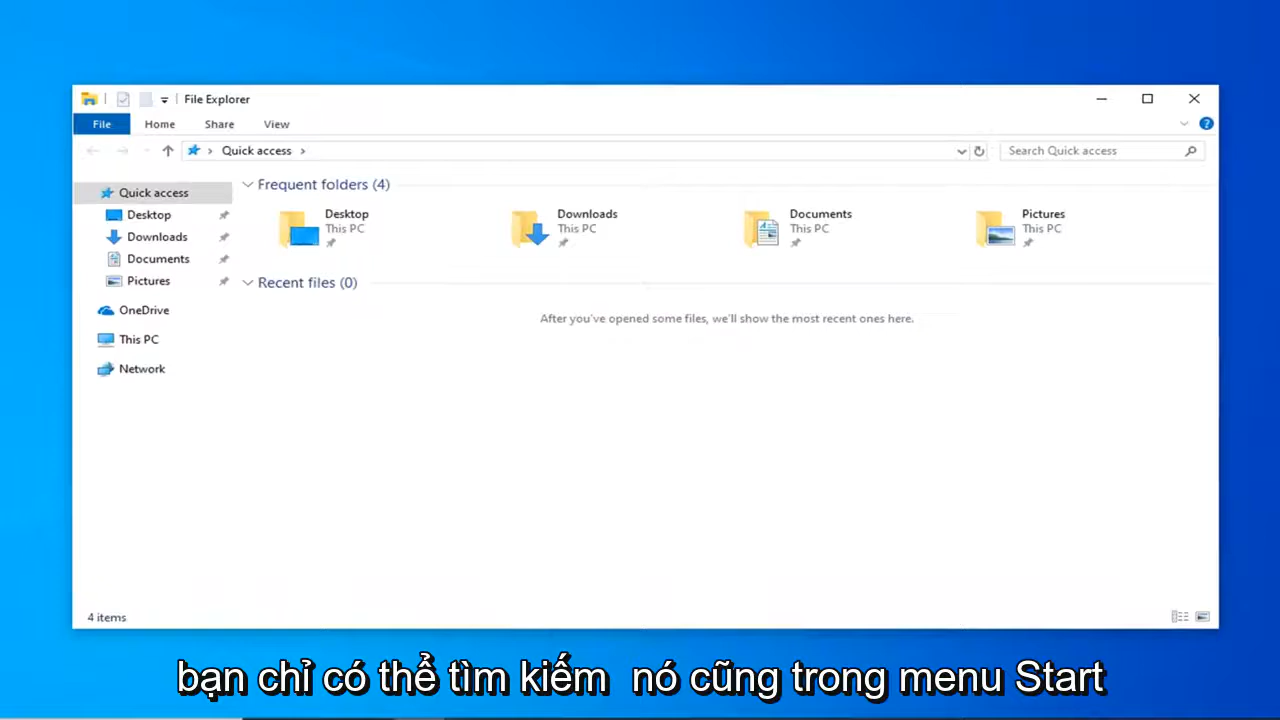 File Explorer
File Home Share View
Quick access
Search Quick access
Quick access
Desktop
Downloads
Documents
Pictures
OneDrive
This PC
Network
Frequent folders (4)
Desktop
This PC
Downloads
This PC
Documents
This PC
Pictures
This PC
Recent files (0)
After you've opened some files, we'll show the most recent ones here.
4 items
bạn chỉ có thể tìm kiếm nó cũng trong menu Start